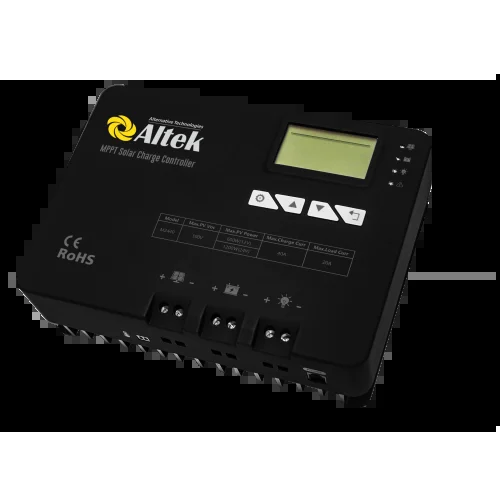 Alternative Technologies
Altek
MPPT Solar Charge Controller
Model
Max.PV Voc
Max.PV Power
Max.Charge Curr
Max.Load Curr
CE
RoHS
+ -
+ -
+ -